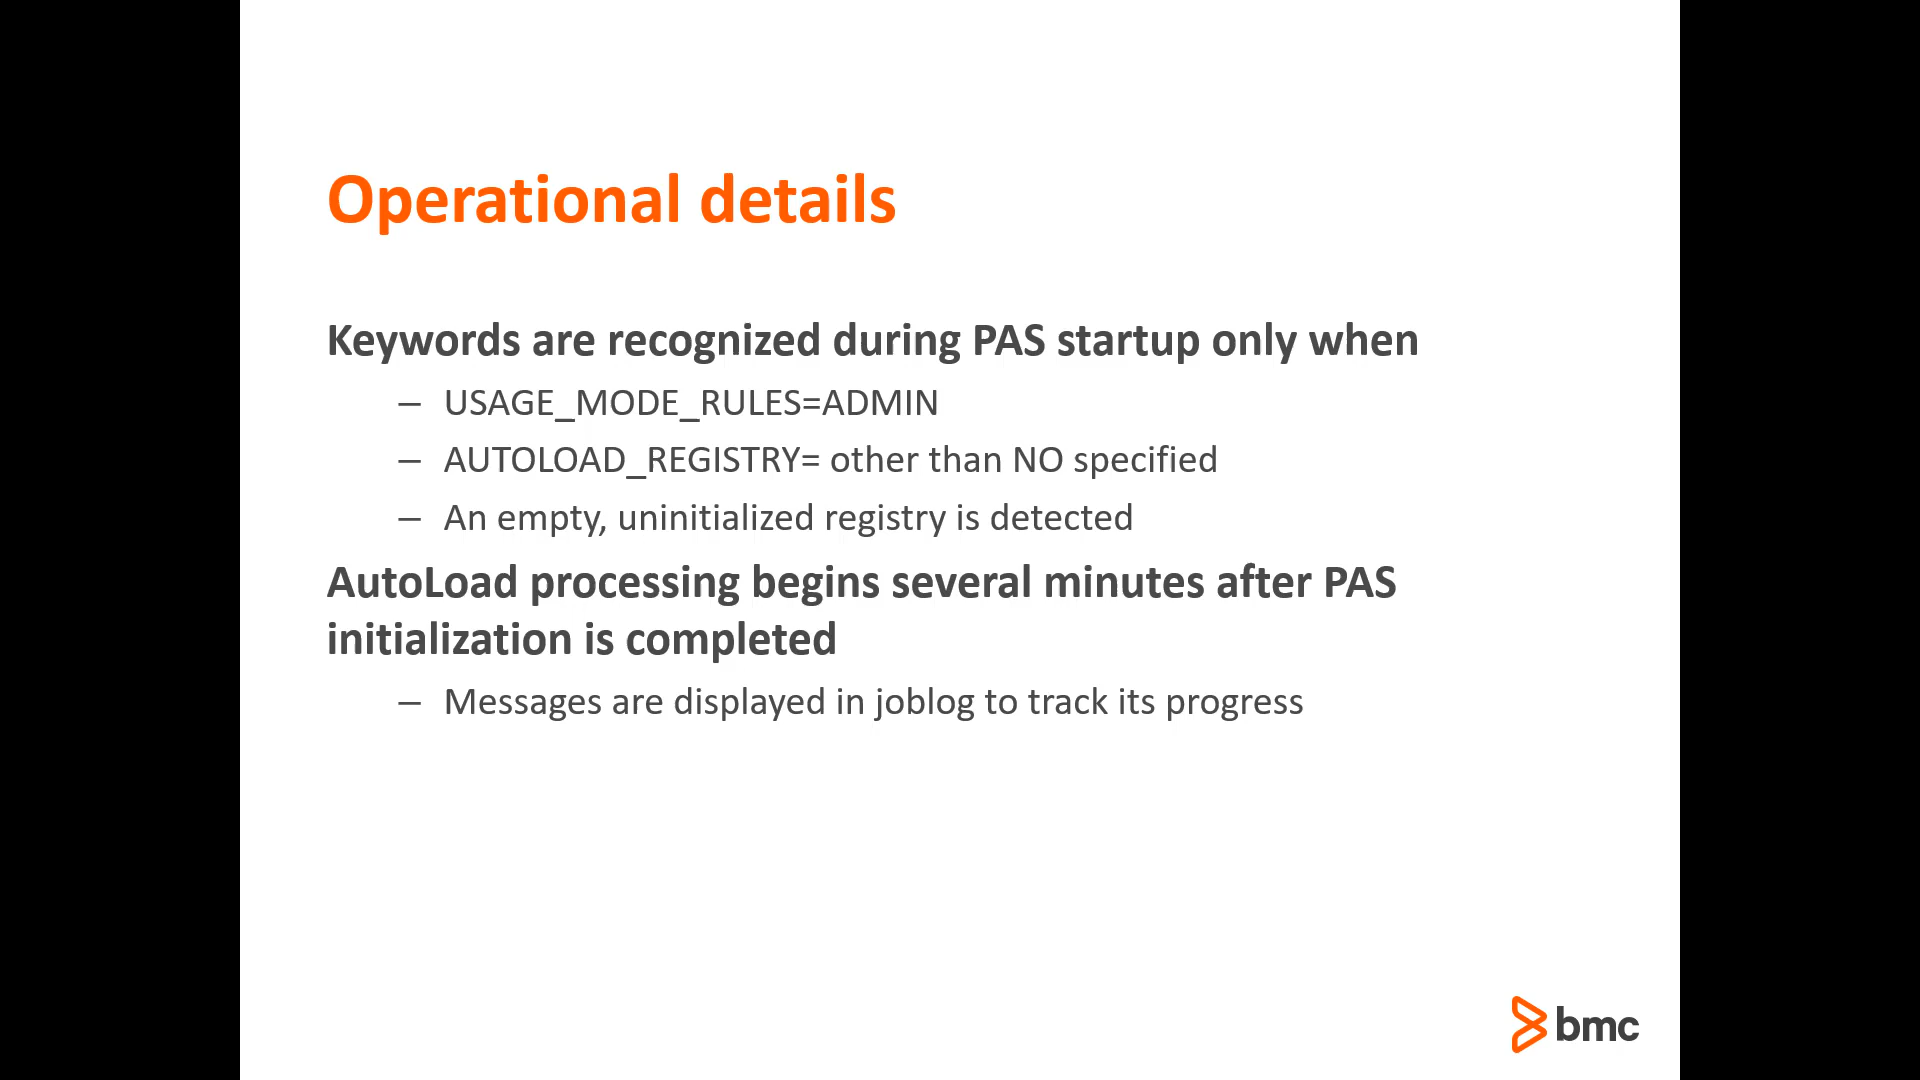 Operational details
Keywords are recognized during PAS startup only when
– USAGE_MODE_RULES=ADMIN
– AUTOLOAD_REGISTRY= other than NO specified
– An empty, uninitialized registry is detected
AutoLoad processing begins several minutes after PAS
initialization is completed
– Messages are displayed in joblog to track its progress
bmc